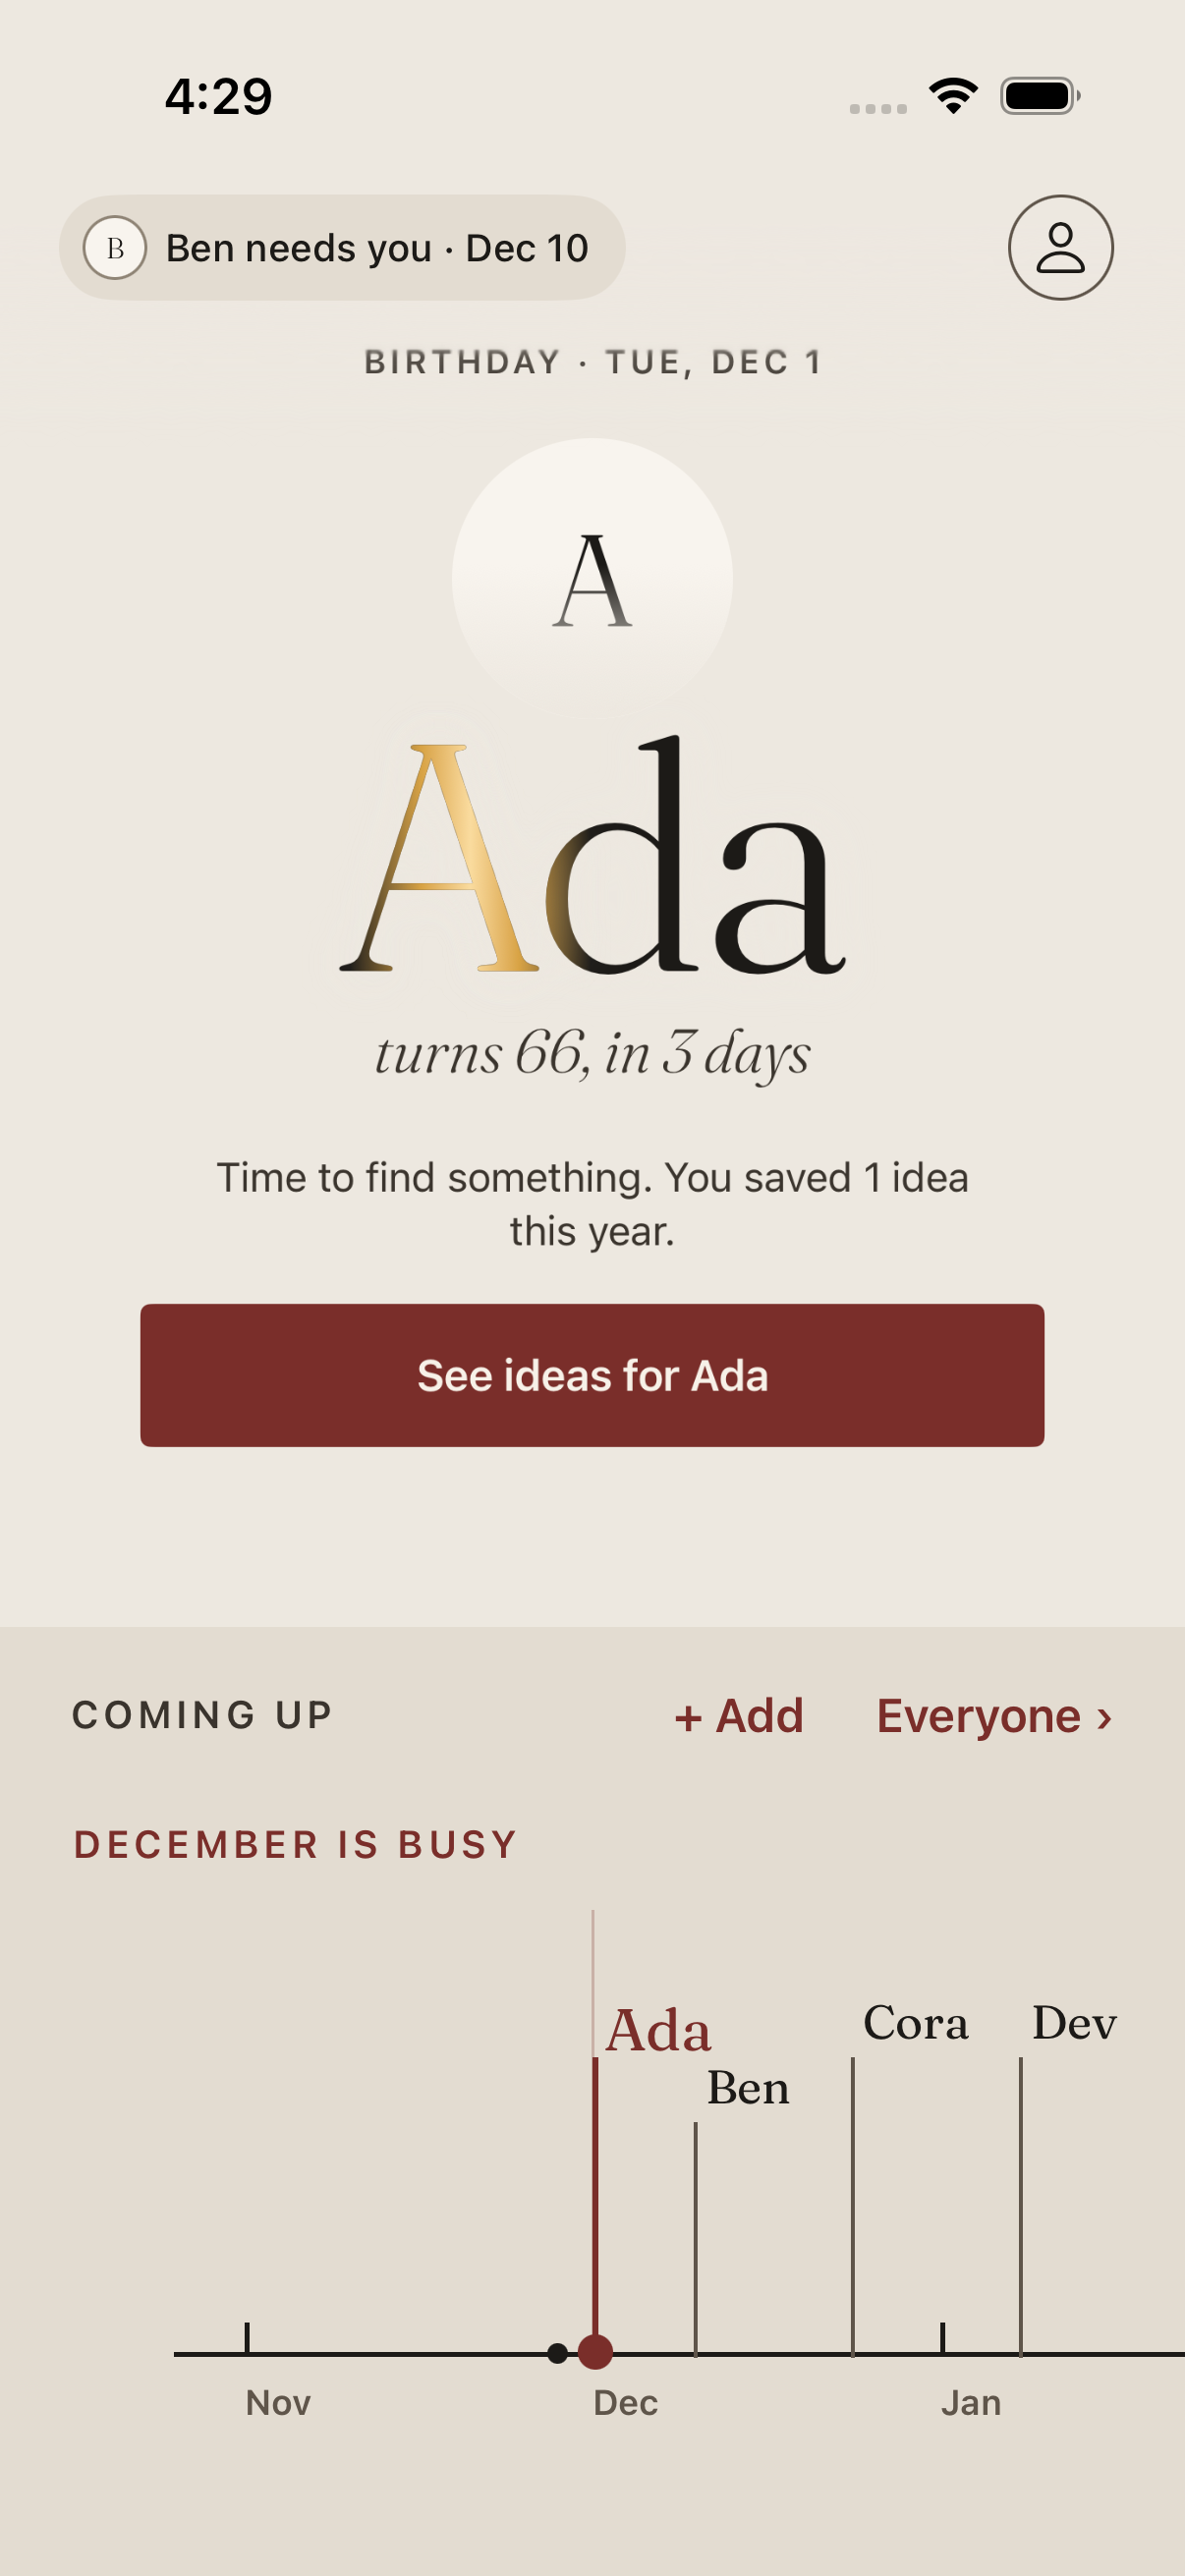 4:29
B
Ben needs you · Dec 10
BIRTHDAY · TUE, DEC 1
A
Ada
turns 66, in 3 days
Time to find something. You saved 1 idea
this year.
See ideas for Ada
COMING UP
+ Add
Everyone ›
DECEMBER IS BUSY
Ada
Ben
Cora
Dev
Nov
Dec
Jan